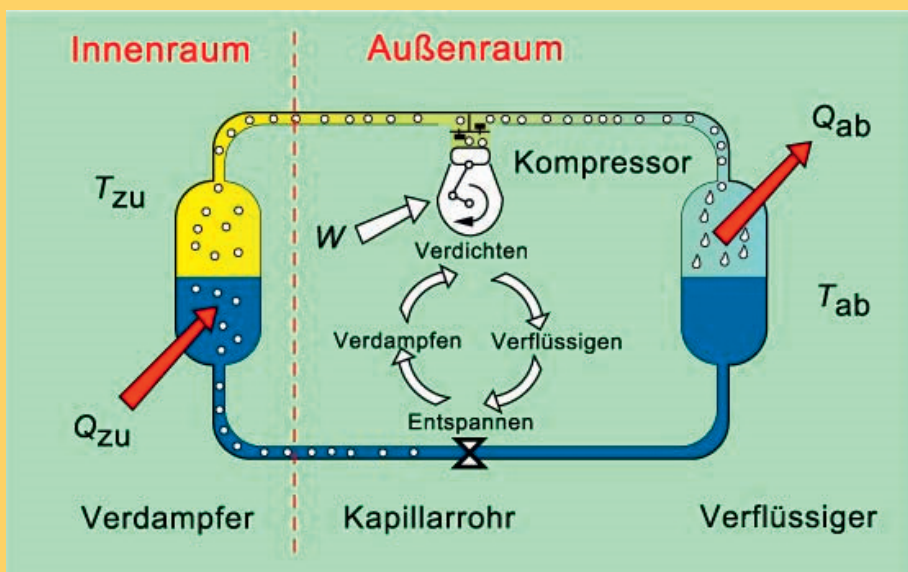 Innenraum
Außenraum
Qab
Kompressor
Tzu
W
Verdichten
Tab
Verdampfen
Verflüssigen
Entspannen
Qzu
Verdampfer
Kapillarrohr
Verflüssiger